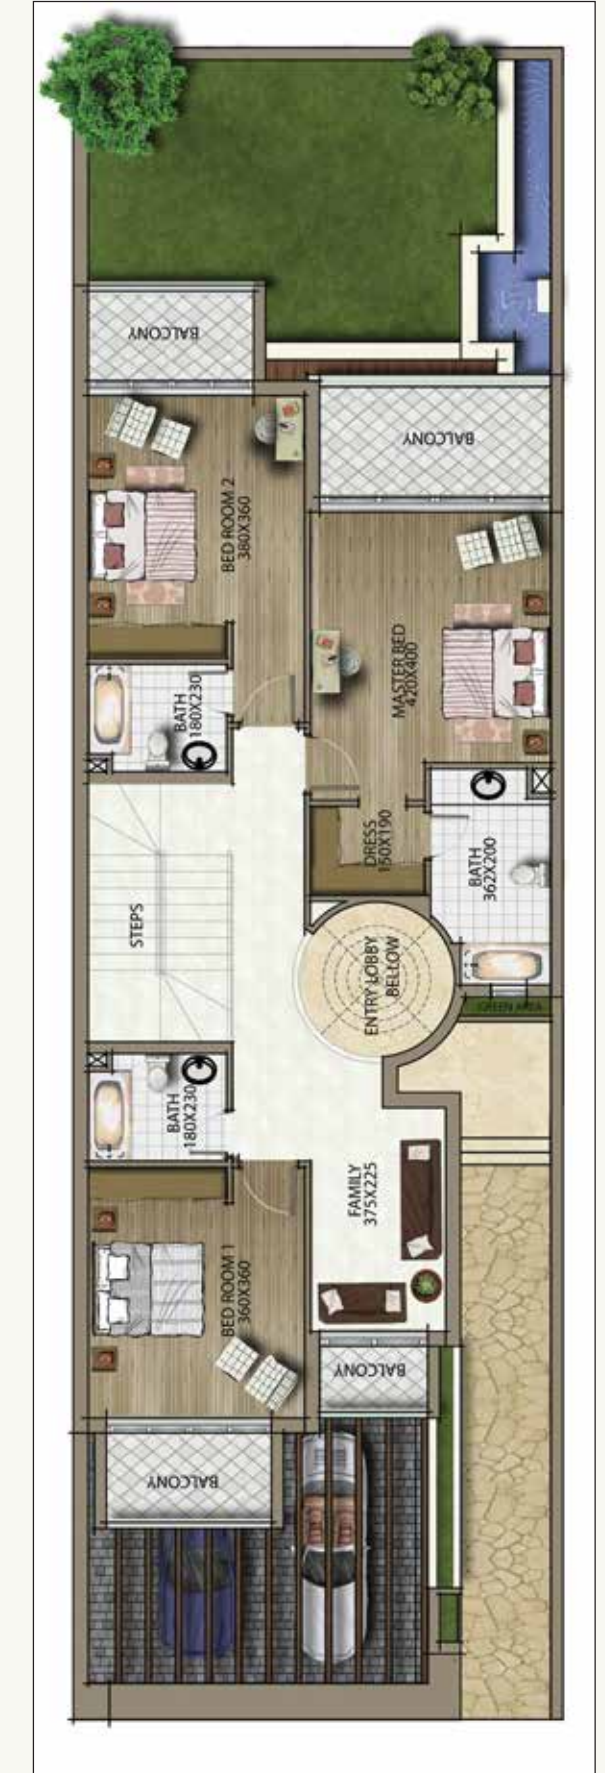 BALCONY
BALCONY
BED ROOM 2
380X360
MASTER BED
420X400
BATH
180X230
DRESS
150X190
BATH
362X200
STEPS
ENTRY LOBBY
BELLOW
GREEN AREA
BATH
180X230
FAMILY
375X225
BED ROOM 1
360X360
BALCONY
BALCONY